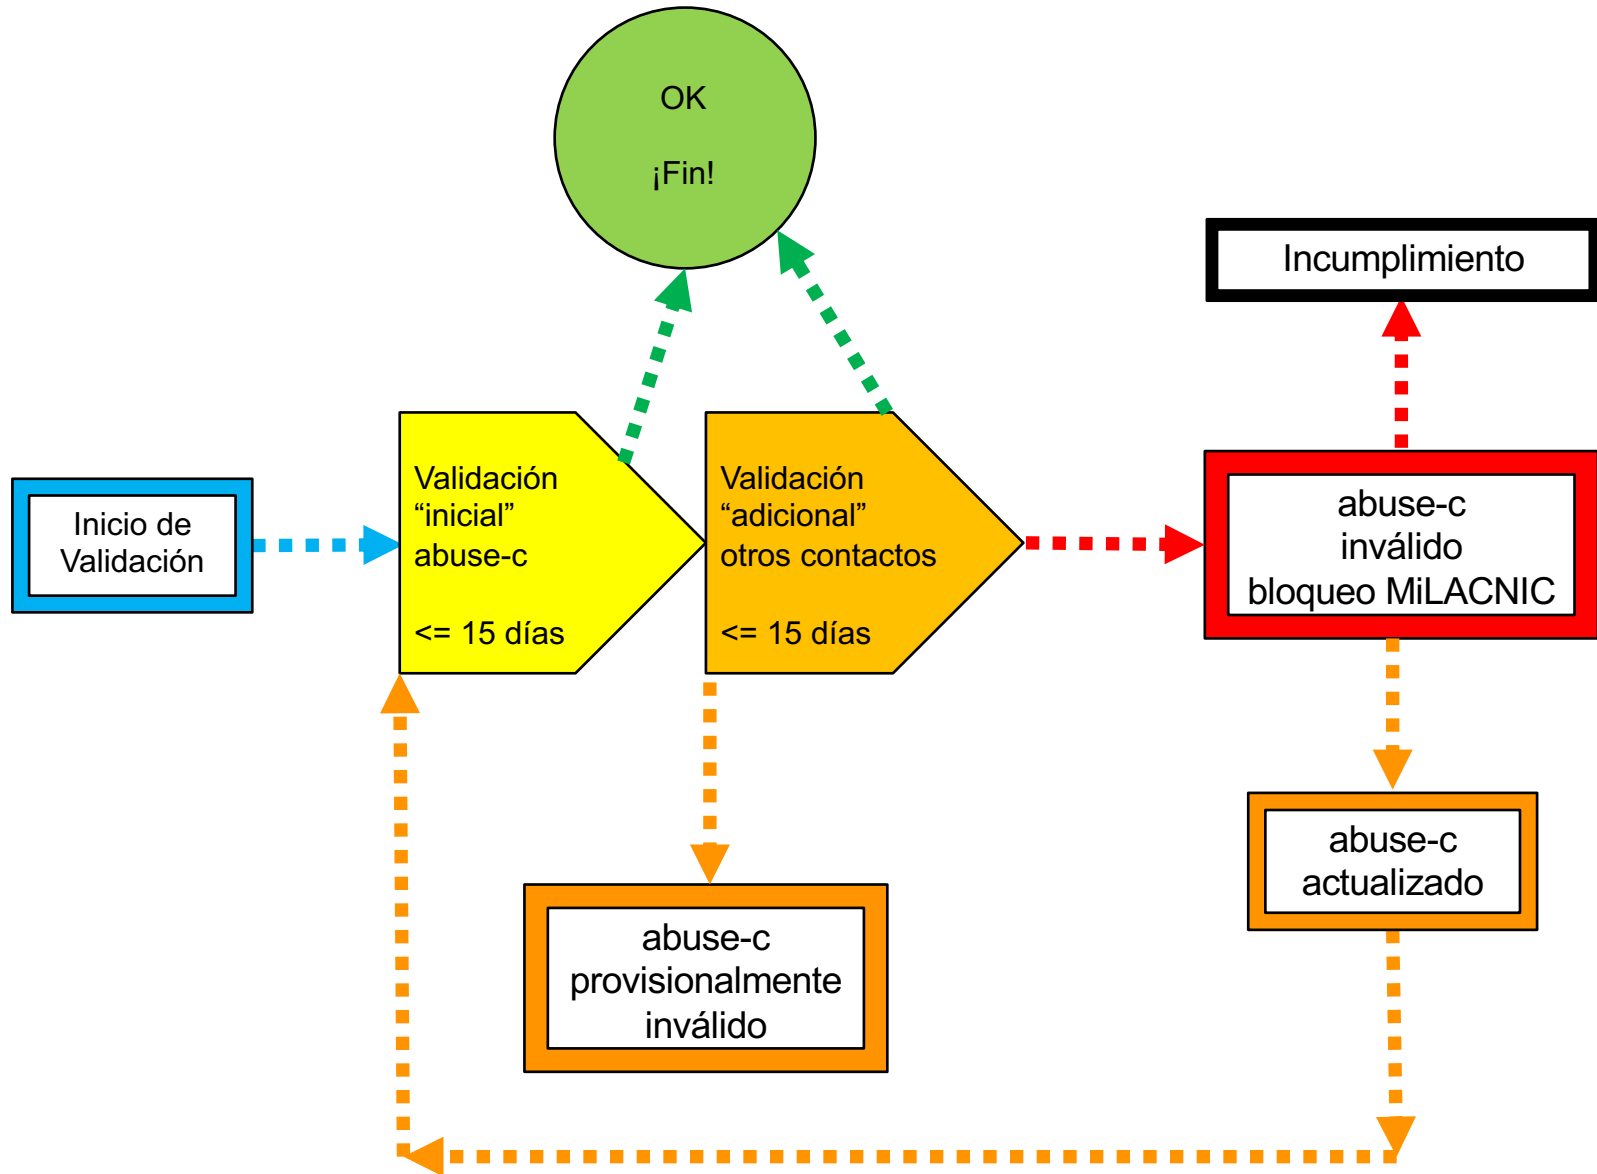 OK
¡Fin!
Incumplimiento
Inicio de
Validación
Validación
“inicial”
abuse-c
<= 15 días
Validación
“adicional”
otros contactos
<= 15 días
abuse-c
inválido
bloqueo MiLACNIC
abuse-c
provisionalmente
inválido
abuse-c
actualizado